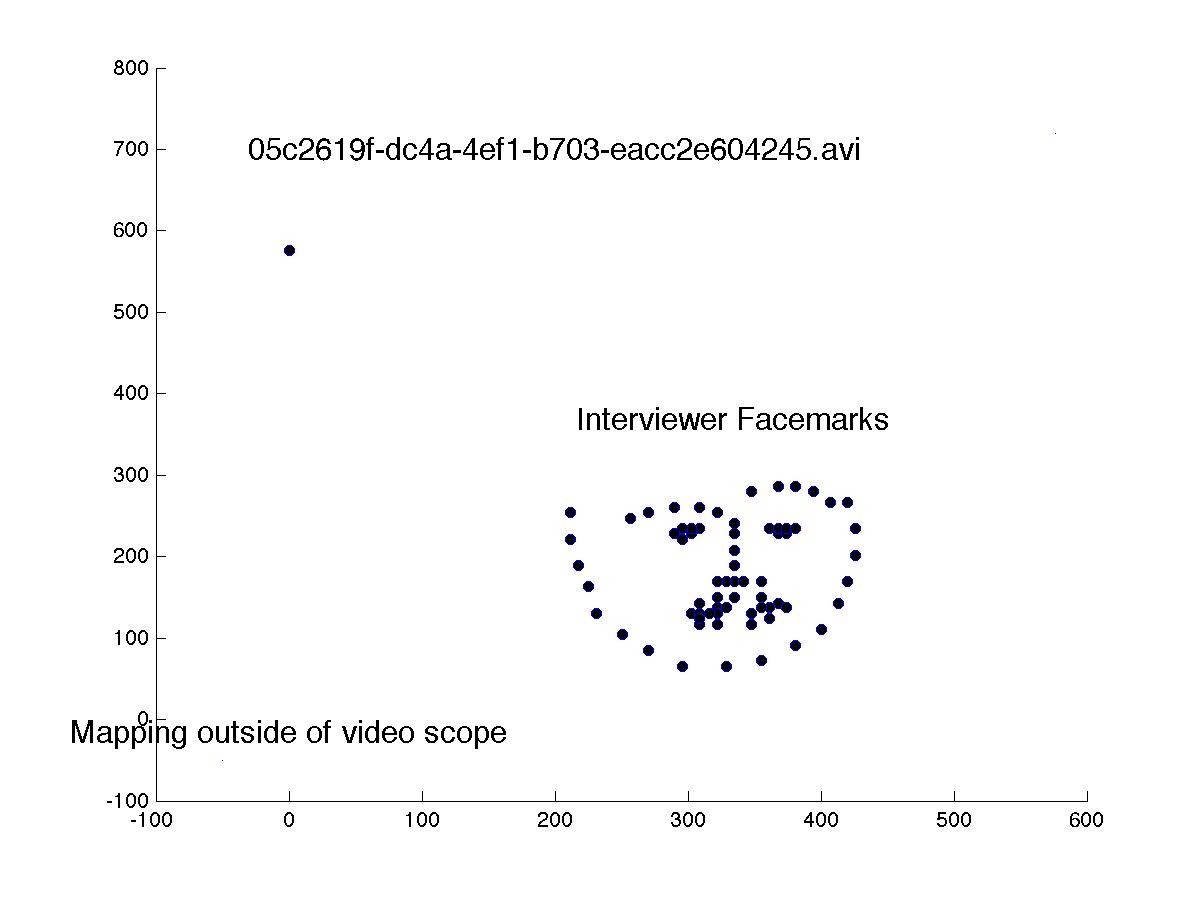 800
700
05c2619f-dc4a-4ef1-b703-eacc2e604245.avi
600
500
400
Interviewer Facemarks
300
200
100
0
Mapping outside of video scope
-100
-100 0 100 200 300 400 500 600